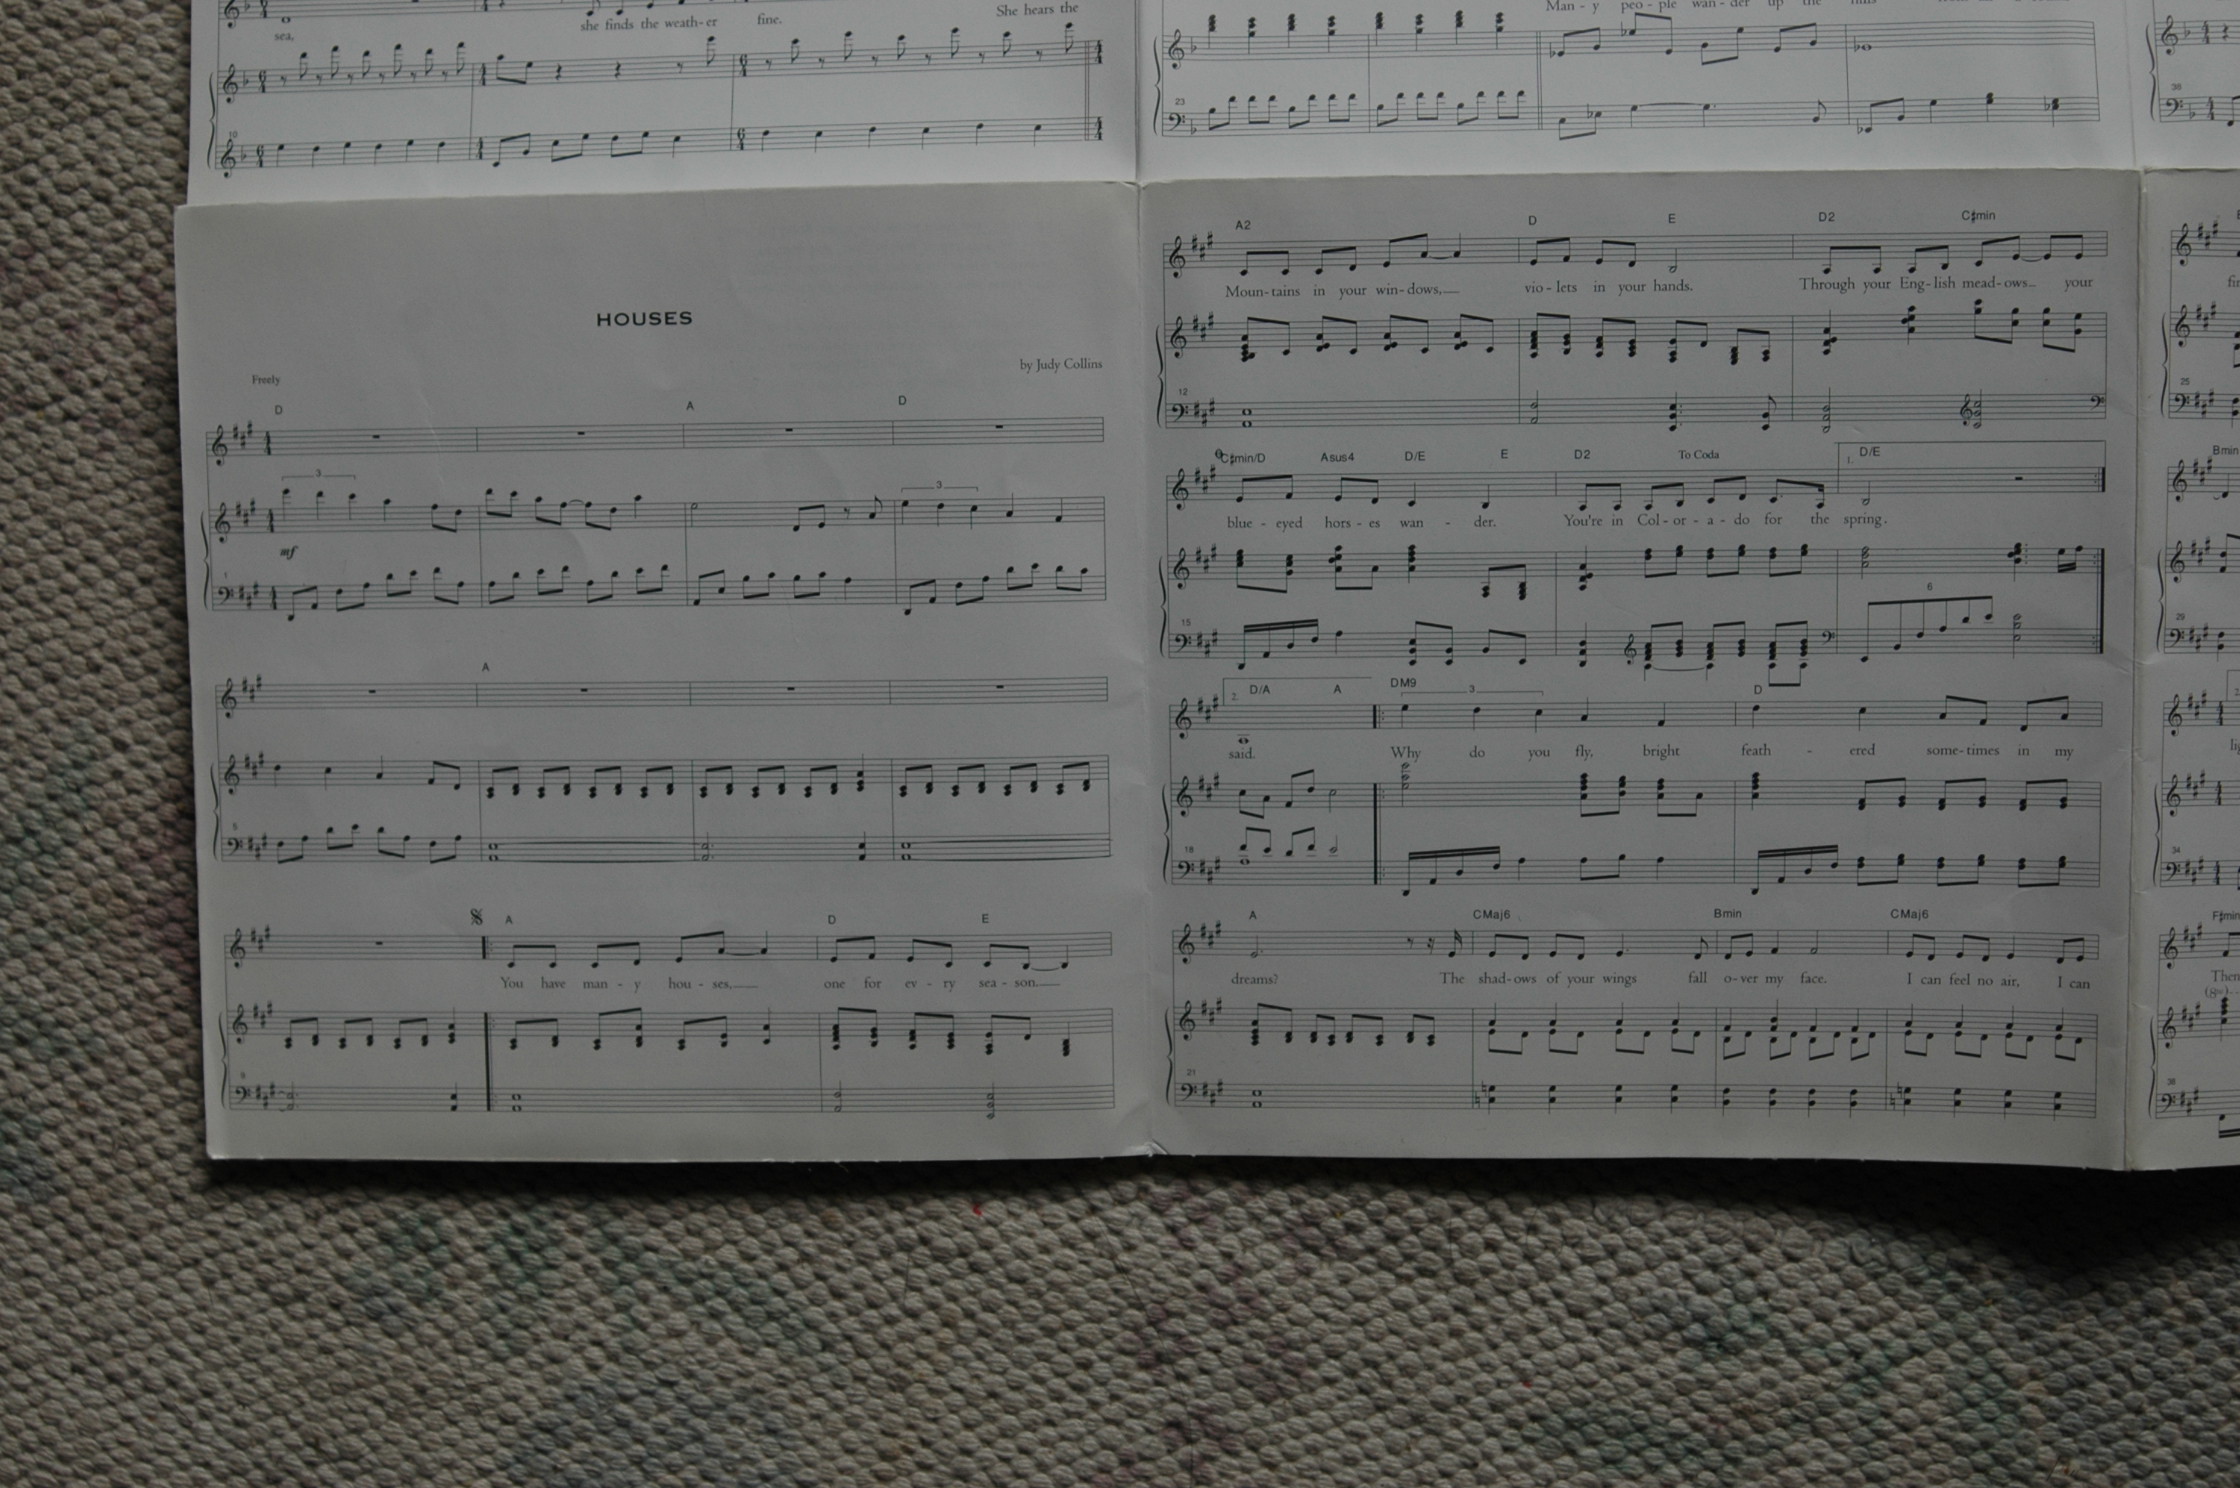 sea, she finds the weath-er fine. She hears the
10
HOUSES
by Judy Collins
Freely
D A D
3 3
mf
1
A
5
A D E
You have man - y hou - ses, one for ev - ry sea - son.
9
Man - y peo - ple wan - der up the hills
23
A2 D E D2 C♯min
Moun-tains in your win-dows, vio - lets in your hands. Through your Eng-lish mead-ows your
12
C♯min/D Asus4 D/E E D2 To Coda 1. D/E
blue - eyed hors - es wan - der. You're in Col - or - a - do for the spring.
6
15
2. D/A A DM9 3 D
said. Why do you fly, bright feath - ered some-times in my
18
A CMaj6 Bmin CMaj6
dreams? The shad-ows of your wings fall o-ver my face. I can feel no air, I can
21
36
25
Bmin
29
34
F♯min
Then
(8va)
38